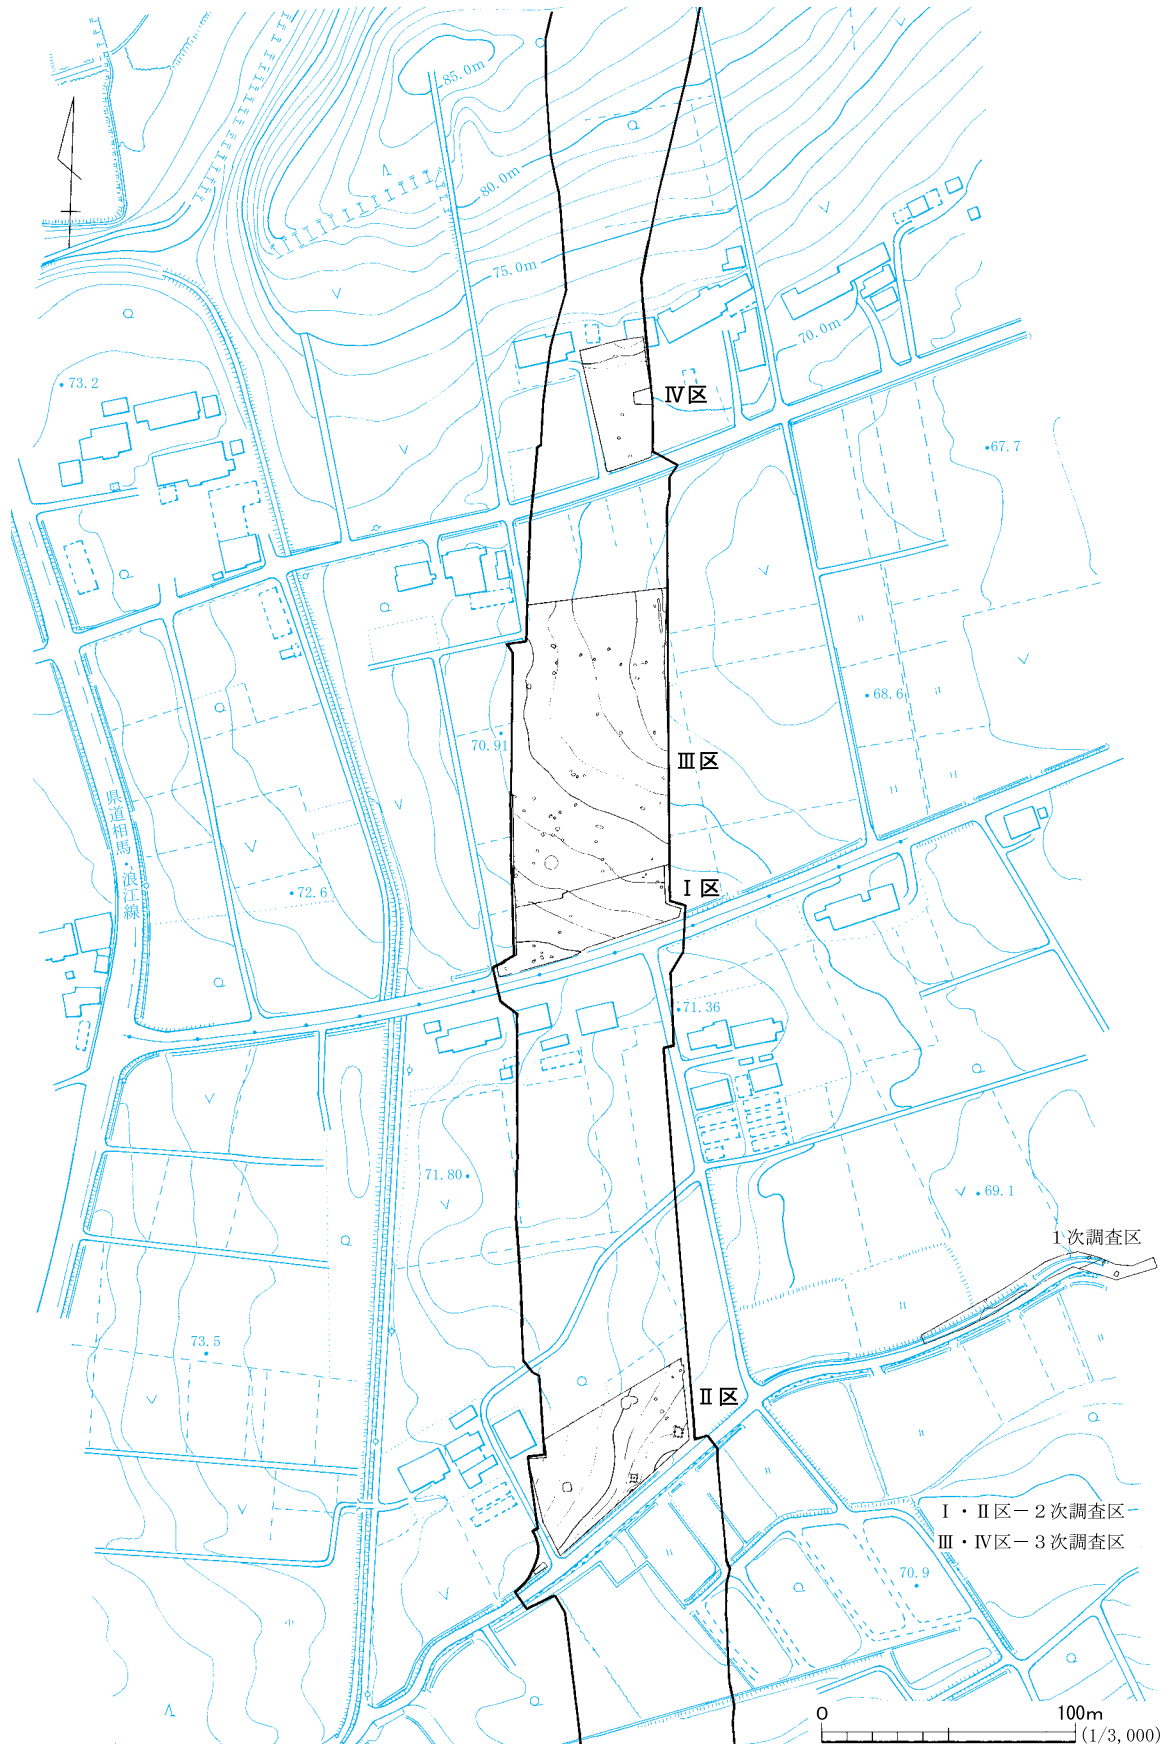 85.0m
80.0m
75.0m
70.0m
73.2
Ⅳ区
67.7
68.6
70.91
Ⅲ区
県道相馬・浪江線
72.6
Ⅰ区
71.36
71.80
69.1
1次調査区
73.5
Ⅱ区
Ⅰ・Ⅱ区－2次調査区
Ⅲ・Ⅳ区－3次調査区
70.9
0 100m
(1/3,000)